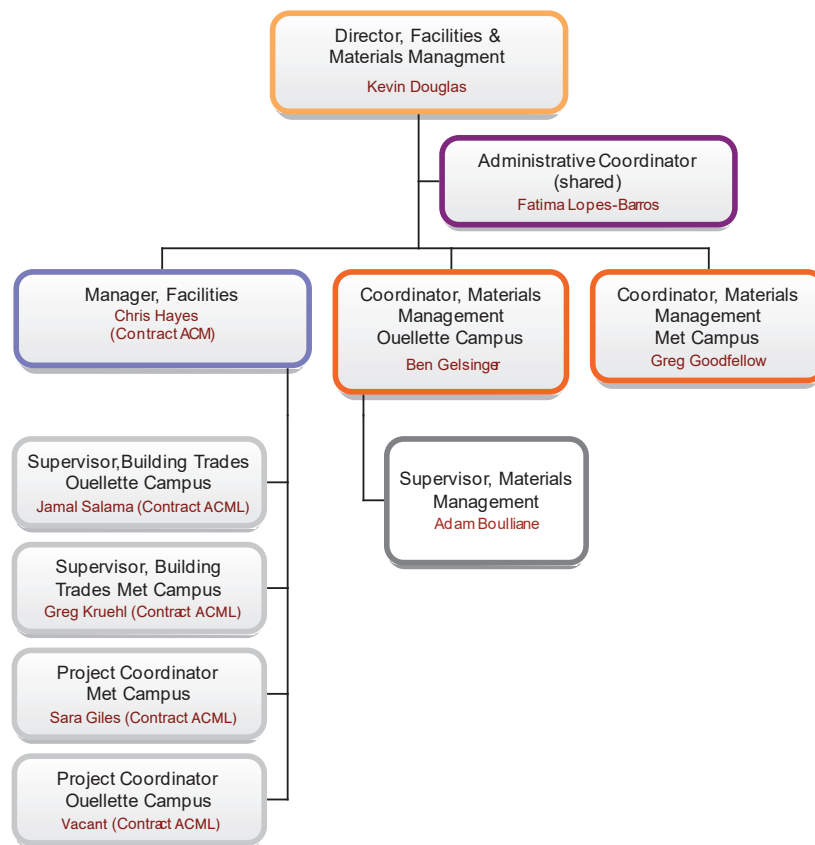 Director, Facilities &
Materials Managment
Kevin Douglas
Administrative Coordinator
(shared)
Fatima Lopes-Barros
Manager, Facilities
Chris Hayes
(Contract ACM)
Coordinator, Materials
Management
Ouellette Campus
Ben Gelsinger
Coordinator, Materials
Management
Met Campus
Greg Goodfellow
Supervisor,Building Trades
Ouellette Campus
Jamal Salama (Contract ACML)
Supervisor, Building
Trades Met Campus
Greg Kruehl (Contract ACML)
Project Coordinator
Met Campus
Sara Giles (Contract ACML)
Project Coordinator
Ouellette Campus
Vacant (Contract ACML)
Supervisor, Materials
Management
Adam Boulliane